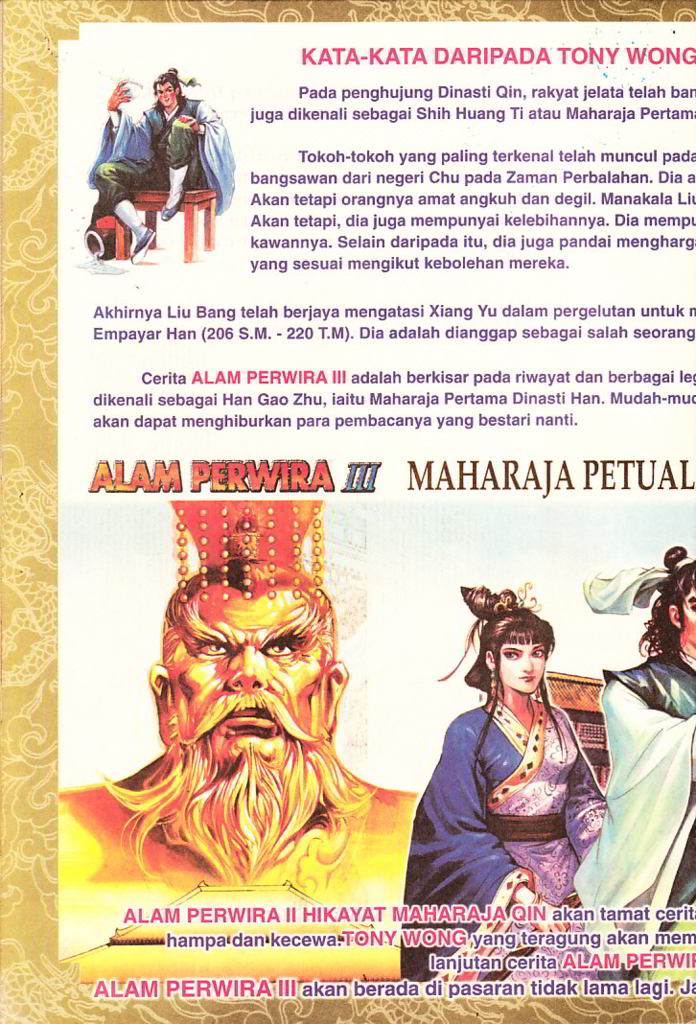 KATA-KATA DARIPADA TONY WONG
Pada penghujung Dinasti Qin, rakyat jelata telah ban
juga dikenali sebagai Shih Huang Ti atau Maharaja Pertama
Tokoh-tokoh yang paling terkenal telah muncul pada
bangsawan dari negeri Chu pada Zaman Perbalahan. Dia a
Akan tetapi orangnya amat angkuh dan degil. Manakala Liu
Akan tetapi, dia juga mempunyai kelebihannya. Dia mempu
kawannya. Selain daripada itu, dia juga pandai mengharga
yang sesuai mengikut kebolehan mereka.
Akhirnya Liu Bang telah berjaya mengatasi Xiang Yu dalam pergelutan untuk m
Empayar Han (206 S.M. - 220 T.M). Dia adalah dianggap sebagai salah seorang
Cerita ALAM PERWIRA III adalah berkisar pada riwayat dan berbagai leg
dikenali sebagai Han Gao Zhu, iaitu Maharaja Pertama Dinasti Han. Mudah-mud
akan dapat menghiburkan para pembacanya yang bestari nanti.
ALAM PERWIRA III MAHARAJA PETUAL
ALAM PERWIRA II HIKAYAT MAHARAJA QIN akan tamat cerita
hampa dan kecewa. TONY WONG yang teragung akan mem
lanjutan cerita ALAM PERWIR
ALAM PERWIRA III akan berada di pasaran tidak lama lagi. Ja